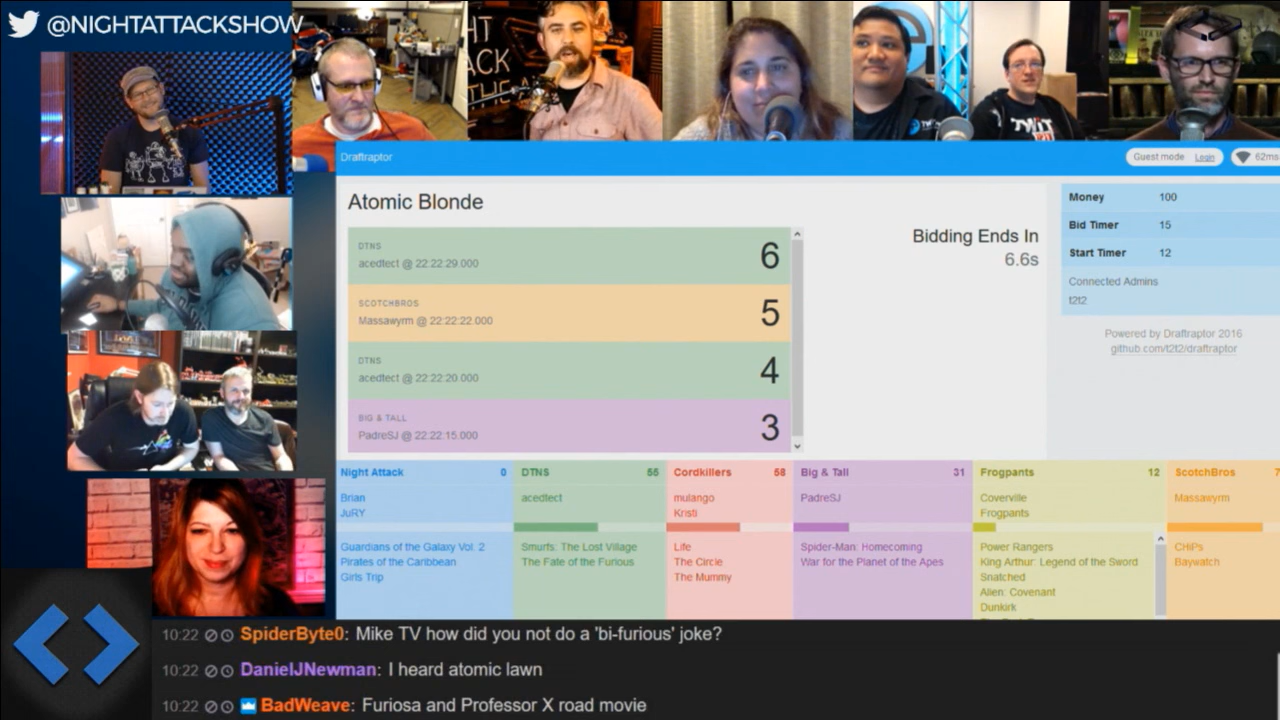 @NIGHTATTACKSHOW
Draftraptor
Guest mode Login
62ms
Atomic Blonde
Bidding Ends In
6.6s
DTNS
acedtect @ 22:22:29.000
6
SCOTCHBROS
Massawyrm @ 22:22:22.000
5
DTNS
acedtect @ 22:22:20.000
4
BIG & TALL
PadreSJ @ 22:22:15.000
3
Money 100
Bid Timer 15
Start Timer 12
Connected Admins
t2t2
Powered by Draftraptor 2016
github.com/t2t2/draftraptor
Night Attack 0
Brian
JuRY
Guardians of the Galaxy Vol. 2
Pirates of the Caribbean
Girls Trip
DTNS 55
acedtect
Smurfs: The Lost Village
The Fate of the Furious
Cordkillers 58
mulango
Kristi
Life
The Circle
The Mummy
Big & Tall 31
PadreSJ
Spider-Man: Homecoming
War for the Planet of the Apes
Frogpants 12
Coverville
Frogpants
Power Rangers
King Arthur: Legend of the Sword
Snatched
Alien: Covenant
Dunkirk
ScotchBros
Massawyrm
CHiPs
Baywatch
10:22 SpiderByte0: Mike TV how did you not do a 'bi-furious' joke?
10:22 DanielJNewman: I heard atomic lawn
10:22 BadWeave: Furiosa and Professor X road movie